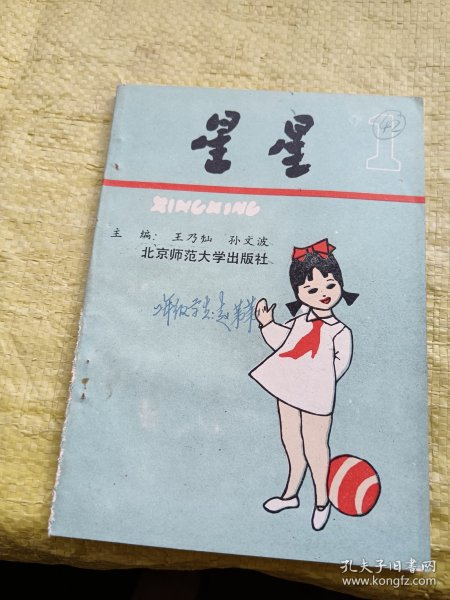 星星
42
1
XINGXING
主 编: 王乃灿 孙文波
北京师范大学出版社
孔夫子旧书网
www.kongfz.com